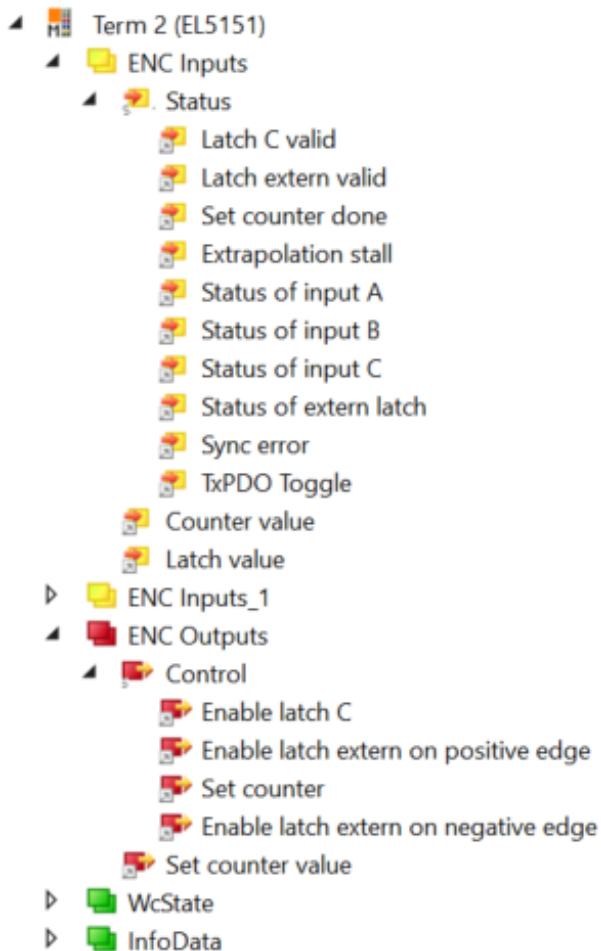 Term 2 (EL5151)
ENC Inputs
Status
Latch C valid
Latch extern valid
Set counter done
Extrapolation stall
Status of input A
Status of input B
Status of input C
Status of extern latch
Sync error
TxPDO Toggle
Counter value
Latch value
ENC Inputs_1
ENC Outputs
Control
Enable latch C
Enable latch extern on positive edge
Set counter
Enable latch extern on negative edge
Set counter value
WcState
InfoData